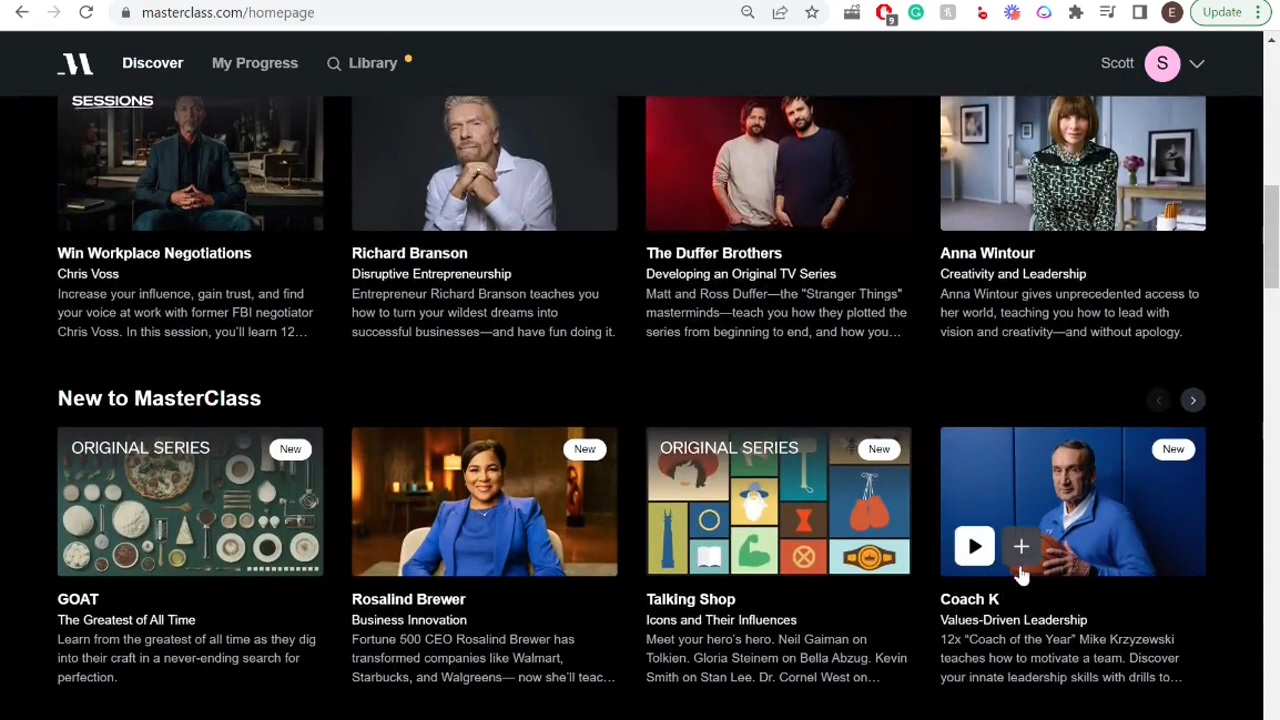 masterclass.com/homepage
9
E
Update
Discover
My Progress
Library
Scott
S
SESSIONS
Win Workplace Negotiations
Chris Voss
Increase your influence, gain trust, and find
your voice at work with former FBI negotiator
Chris Voss. In this session, you'll learn 12…
Richard Branson
Disruptive Entrepreneurship
Entrepreneur Richard Branson teaches you
how to turn your wildest dreams into
successful businesses—and have fun doing it.
The Duffer Brothers
Developing an Original TV Series
Matt and Ross Duffer—the "Stranger Things"
masterminds—teach you how they plotted the
series from beginning to end, and how you…
Anna Wintour
Creativity and Leadership
Anna Wintour gives unprecedented access to
her world, teaching you how to lead with
vision and creativity—and without apology.
New to MasterClass
ORIGINAL SERIES
New
GOAT
The Greatest of All Time
Learn from the greatest of all time as they dig
into their craft in a never-ending search for
perfection.
New
Rosalind Brewer
Business Innovation
Fortune 500 CEO Rosalind Brewer has
transformed companies like Walmart,
Starbucks, and Walgreens— now she'll teac…
ORIGINAL SERIES
New
Talking Shop
Icons and Their Influences
Meet your hero's hero. Neil Gaiman on
Tolkien. Gloria Steinem on Bella Abzug. Kevin
Smith on Stan Lee. Dr. Cornel West on…
New
Coach K
Values-Driven Leadership
12x "Coach of the Year" Mike Krzyzewski
teaches how to motivate a team. Discover
your innate leadership skills with drills to…